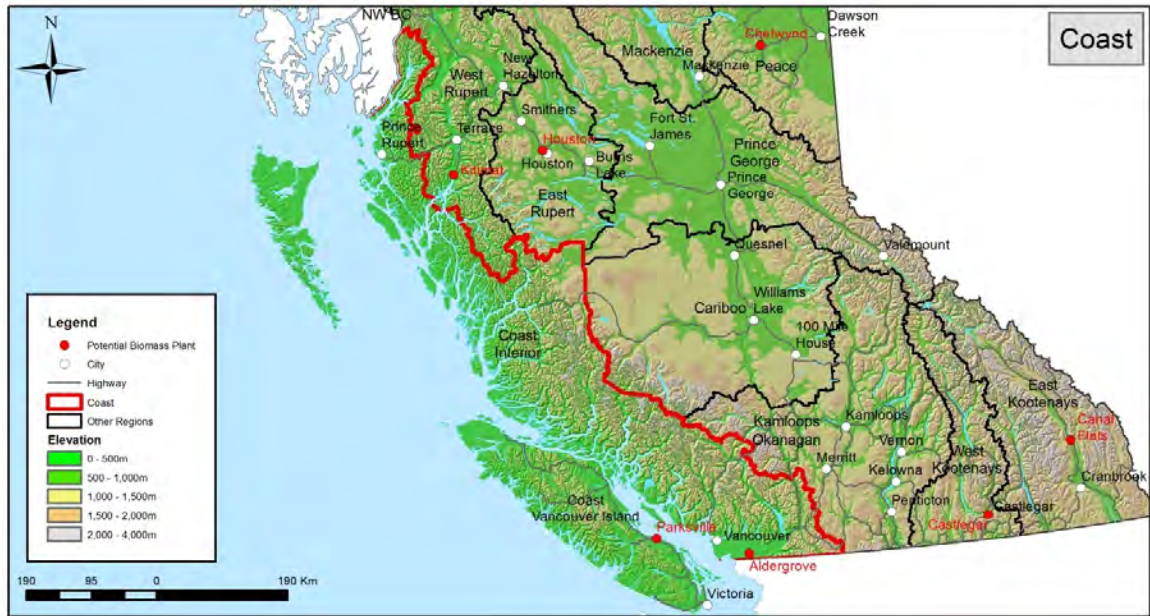 NW BC
Dawson
Creek
Coast
N
Mackenzie
Chetwynd
Peace
Mackenzie
New
Hazelton
West
Rupert
Smithers
Fort St.
James
Prince
Rupert
Terrace
Houston
Houston
Burns
Lake
Prince
George
Prince
George
Kitimat
East
Rupert
Quesnel
Valemount
Williams
Lake
Cariboo
100 Mile
House
Coast
Interior
East
Kootenays
Kamloops
Okanagan
Kamloops
Canal
Flats
Vernon
Merritt
Kelowna
West
Kootenays
Cranbrook
Penticton
Castlegar
Castlegar
Coast
Vancouver Island
Parksville
Vancouver
Aldergrove
Victoria
Legend
Potential Biomass Plant
City
Highway
Coast
Other Regions
Elevation
0 - 500m
500 - 1,000m
1,000 - 1,500m
1,500 - 2,000m
2,000 - 4,000m
190 95 0 190 Km